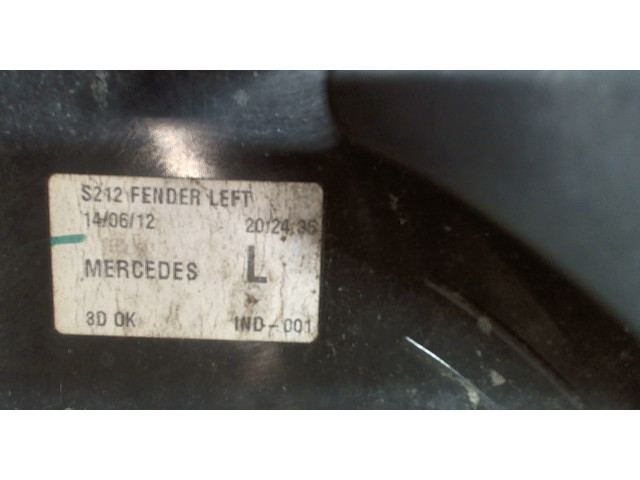 S212 FENDER LEFT
14/06/12 20:24:36
MERCEDES L
3D OK IND-001